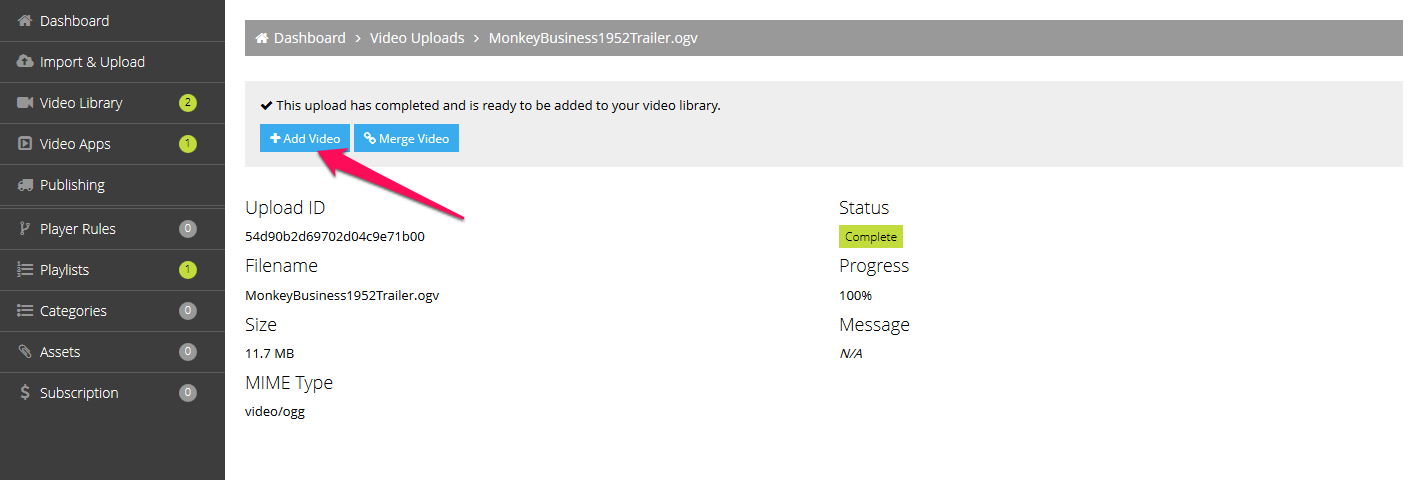 Dashboard
Import & Upload
Video Library 2
Video Apps 1
Publishing
Player Rules 0
Playlists 1
Categories 0
Assets 0
Subscription 0
Dashboard > Video Uploads > MonkeyBusiness1952Trailer.ogv
This upload has completed and is ready to be added to your video library.
Add Video Merge Video
Upload ID
54d90b2d69702d04c9e71b00
Filename
MonkeyBusiness1952Trailer.ogv
Size
11.7 MB
MIME Type
video/ogg
Status
Complete
Progress
100%
Message
N/A